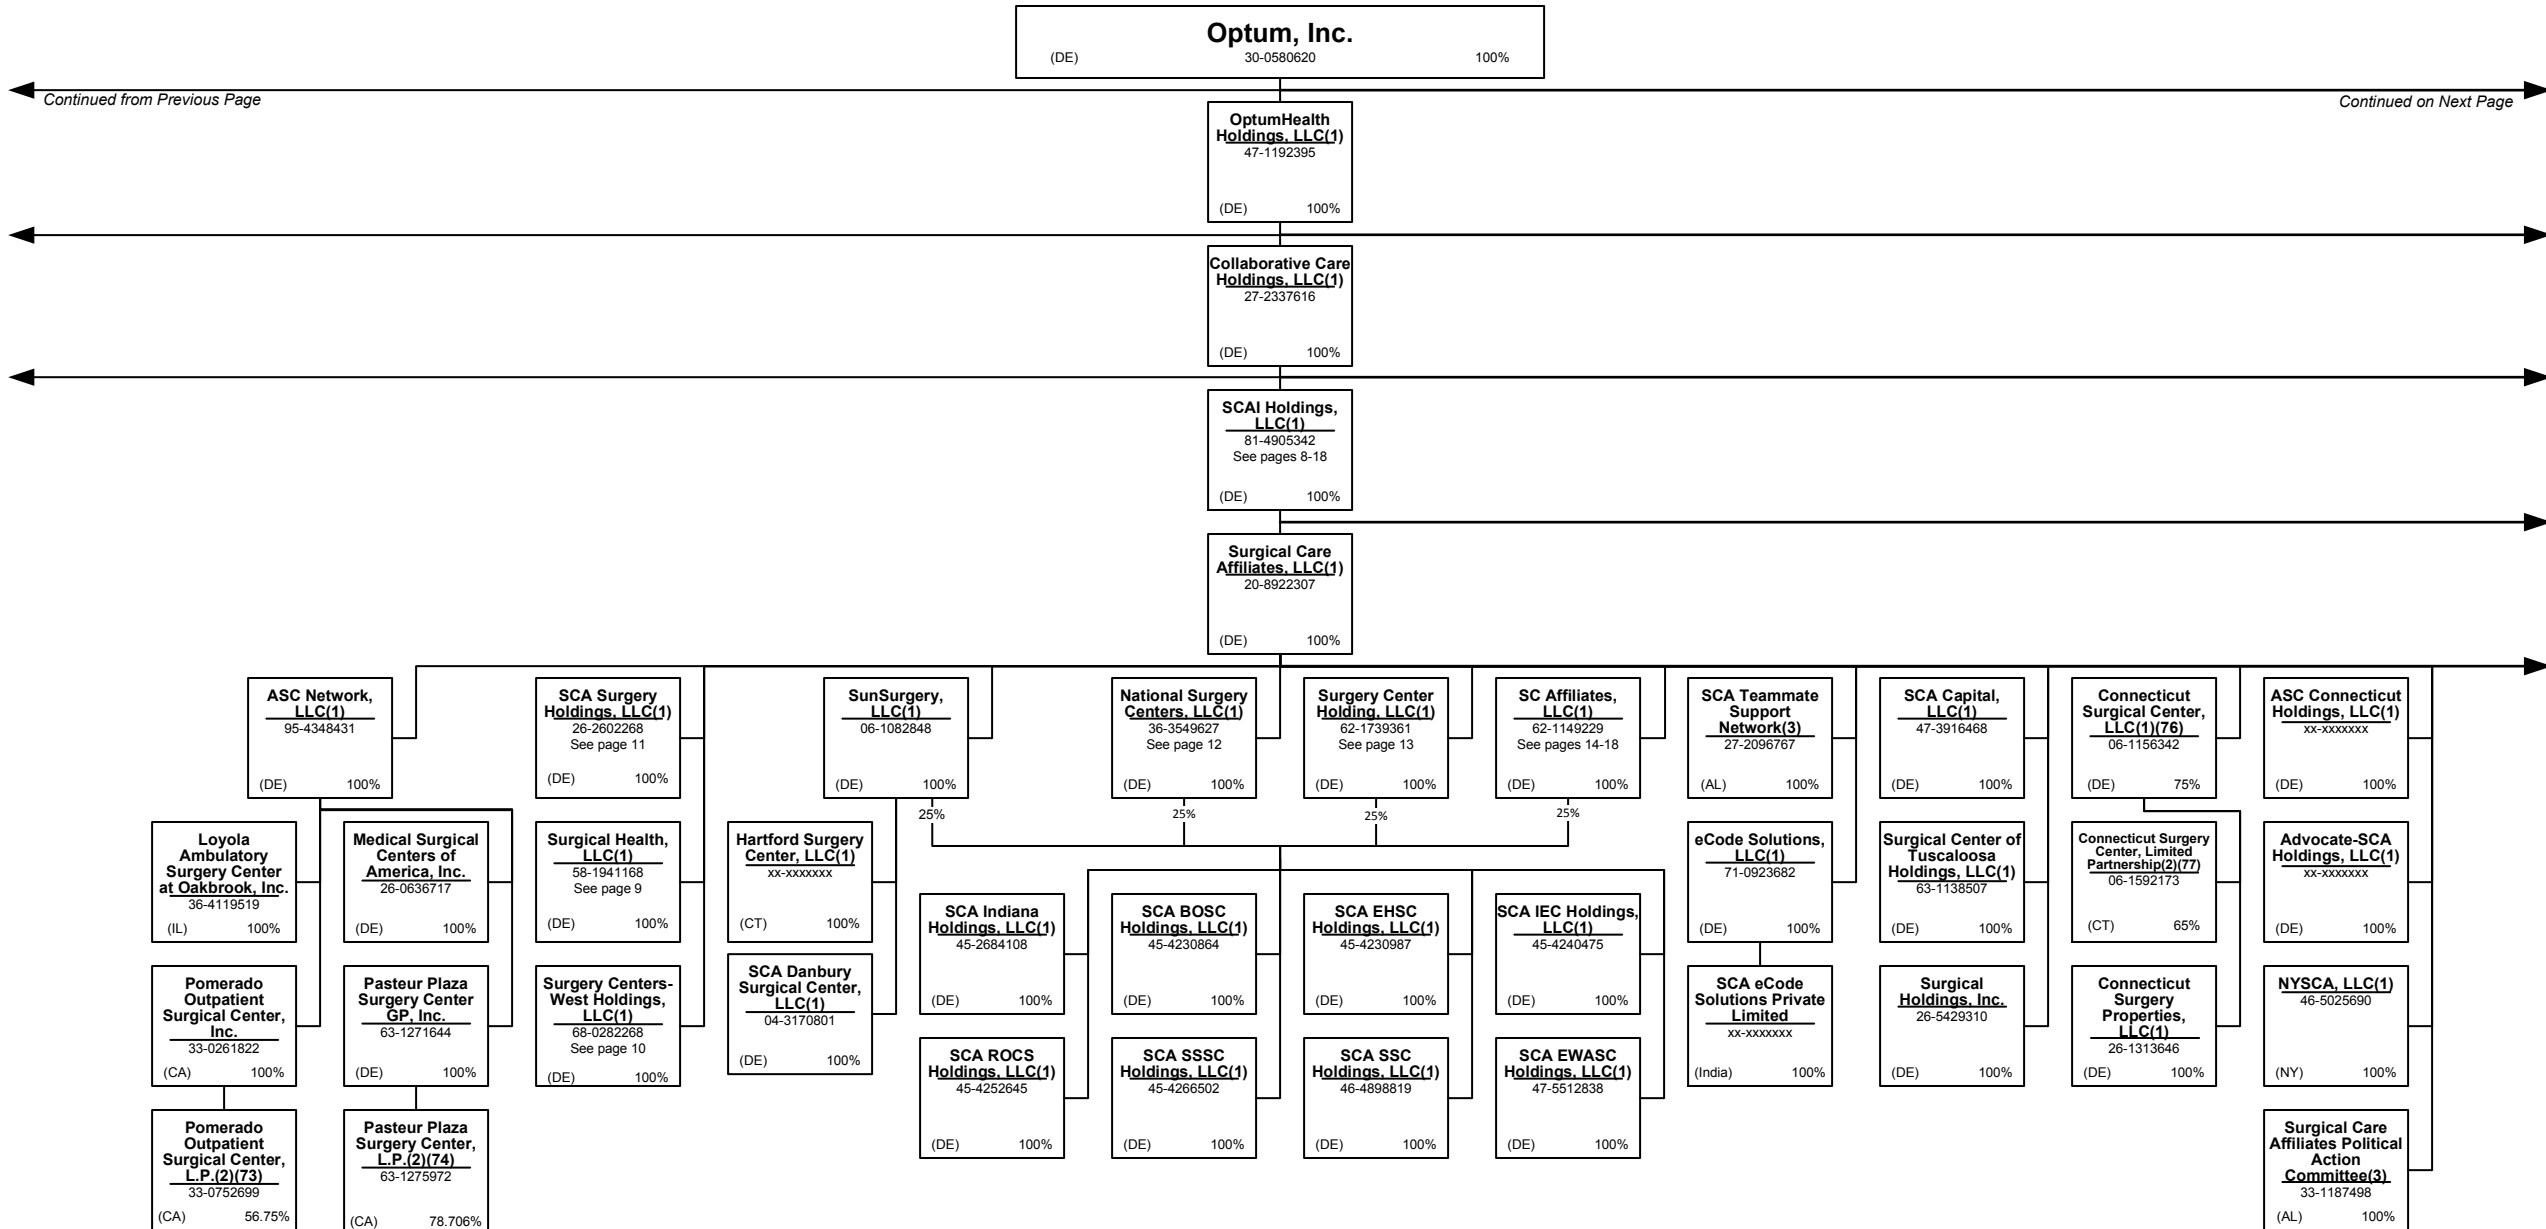 Optum, Inc.
(DE) 30-0580620 100%
Continued from Previous Page
Continued on Next Page
OptumHealth
Holdings, LLC(1)
47-1192395
(DE) 100%
Collaborative Care
Holdings, LLC(1)
27-2337616
(DE) 100%
SCAI Holdings,
LLC(1)
81-4905342
See pages 8-18
(DE) 100%
Surgical Care
Affiliates, LLC(1)
20-8922307
(DE) 100%
ASC Network,
LLC(1)
95-4348431
(DE) 100%
SCA Surgery
Holdings, LLC(1)
26-2602268
See page 11
(DE) 100%
SunSurgery,
LLC(1)
06-1082848
(DE) 100%
National Surgery
Centers, LLC(1)
36-3549627
See page 12
(DE) 100%
Surgery Center
Holding, LLC(1)
62-1739361
See page 13
(DE) 100%
SC Affiliates,
LLC(1)
62-1149229
See pages 14-18
(DE) 100%
SCA Teammate
Support
Network(3)
27-2096767
(AL) 100%
SCA Capital,
LLC(1)
47-3916468
(DE) 100%
Connecticut
Surgical Center,
LLC(1)(76)
06-1156342
(DE) 75%
ASC Connecticut
Holdings, LLC(1)
xx-xxxxxxx
(DE) 100%
25%
25%
25%
25%
Loyola
Ambulatory
Surgery Center
at Oakbrook, Inc.
36-4119519
(IL) 100%
Medical Surgical
Centers of
America, Inc.
26-0636717
(DE) 100%
Surgical Health,
LLC(1)
58-1941168
See page 9
(DE) 100%
Hartford Surgery
Center, LLC(1)
xx-xxxxxxx
(CT) 100%
eCode Solutions,
LLC(1)
71-0923682
(DE) 100%
Surgical Center of
Tuscaloosa
Holdings, LLC(1)
63-1138507
(DE) 100%
Connecticut Surgery
Center, Limited
Partnership(2)(77)
06-1592173
(CT) 65%
Advocate-SCA
Holdings, LLC(1)
xx-xxxxxxx
(DE) 100%
SCA Indiana
Holdings, LLC(1)
45-2684108
(DE) 100%
SCA BOSC
Holdings, LLC(1)
45-4230864
(DE) 100%
SCA EHSC
Holdings, LLC(1)
45-4230987
(DE) 100%
SCA IEC Holdings,
LLC(1)
45-4240475
(DE) 100%
Pomerado
Outpatient
Surgical Center,
Inc.
33-0261822
(CA) 100%
Pasteur Plaza
Surgery Center
GP, Inc.
63-1271644
(DE) 100%
Surgery Centers-
West Holdings,
LLC(1)
68-0282268
See page 10
(DE) 100%
SCA Danbury
Surgical Center,
LLC(1)
04-3170801
(DE) 100%
SCA eCode
Solutions Private
Limited
xx-xxxxxxx
(India) 100%
Surgical
Holdings, Inc.
26-5429310
(DE) 100%
Connecticut
Surgery
Properties,
LLC(1)
26-1313646
(DE) 100%
NYSCA, LLC(1)
46-5025690
(NY) 100%
SCA ROCS
Holdings, LLC(1)
45-4252645
(DE) 100%
SCA SSSC
Holdings, LLC(1)
45-4266502
(DE) 100%
SCA SSC
Holdings, LLC(1)
46-4898819
(DE) 100%
SCA EWASC
Holdings, LLC(1)
47-5512838
(DE) 100%
Pomerado
Outpatient
Surgical Center,
L.P.(2)(73)
33-0752699
(CA) 56.75%
Pasteur Plaza
Surgery Center,
L.P.(2)(74)
63-1275972
(CA) 78.706%
Surgical Care
Affiliates Political
Action
Committee(3)
33-1187498
(AL) 100%